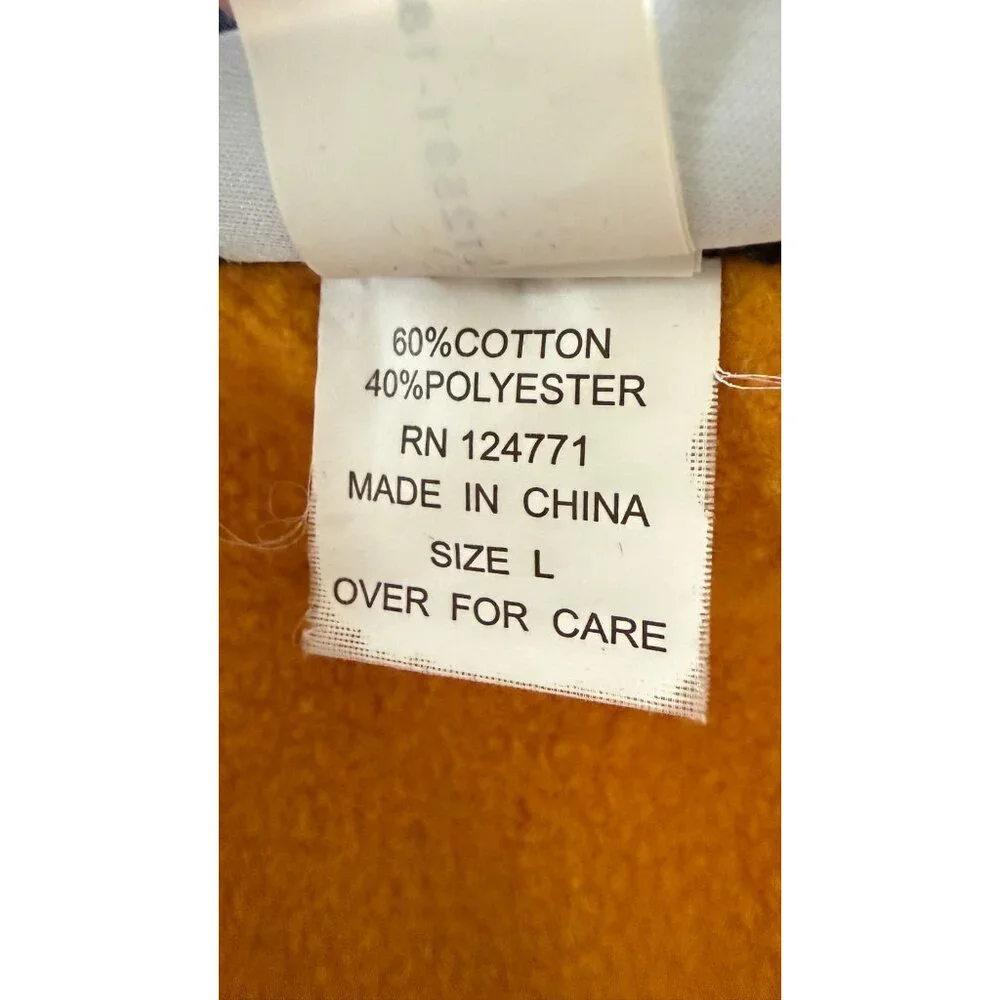 60%COTTON
40%POLYESTER
RN 124771
MADE IN CHINA
SIZE L
OVER FOR CARE